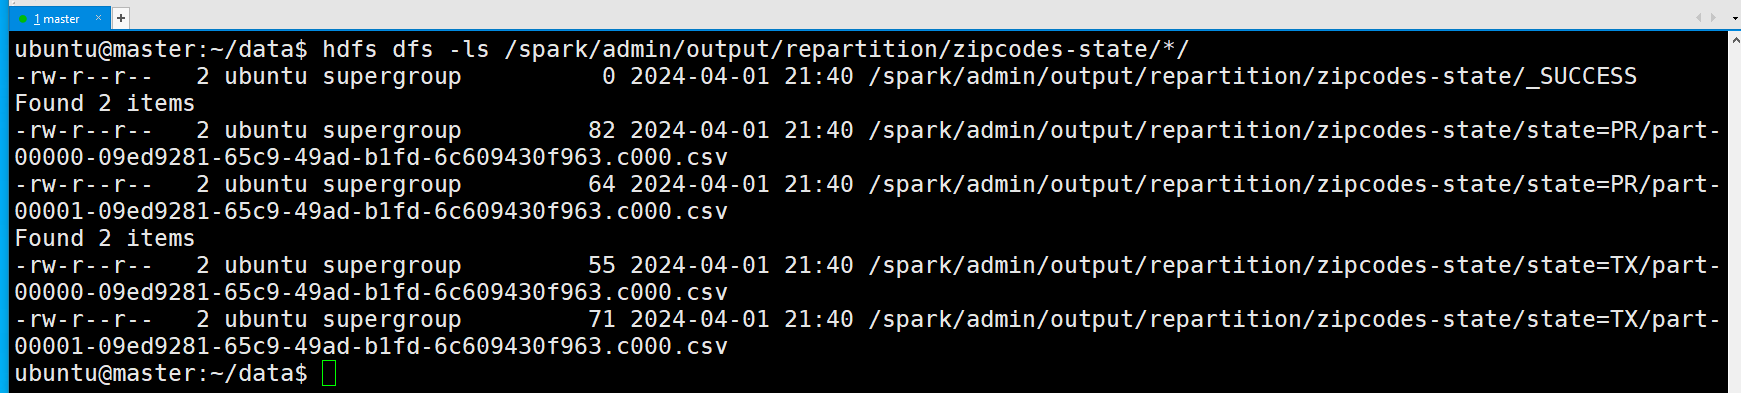 1 master × +
ubuntu@master:~/data$ hdfs dfs -ls /spark/admin/output/repartition/zipcodes-state/*/
-rw-r--r--   2 ubuntu supergroup          0 2024-04-01 21:40 /spark/admin/output/repartition/zipcodes-state/_SUCCESS
Found 2 items
-rw-r--r--   2 ubuntu supergroup         82 2024-04-01 21:40 /spark/admin/output/repartition/zipcodes-state/state=PR/part-
00000-09ed9281-65c9-49ad-b1fd-6c609430f963.c000.csv
-rw-r--r--   2 ubuntu supergroup         64 2024-04-01 21:40 /spark/admin/output/repartition/zipcodes-state/state=PR/part-
00001-09ed9281-65c9-49ad-b1fd-6c609430f963.c000.csv
Found 2 items
-rw-r--r--   2 ubuntu supergroup         55 2024-04-01 21:40 /spark/admin/output/repartition/zipcodes-state/state=TX/part-
00000-09ed9281-65c9-49ad-b1fd-6c609430f963.c000.csv
-rw-r--r--   2 ubuntu supergroup         71 2024-04-01 21:40 /spark/admin/output/repartition/zipcodes-state/state=TX/part-
00001-09ed9281-65c9-49ad-b1fd-6c609430f963.c000.csv
ubuntu@master:~/data$